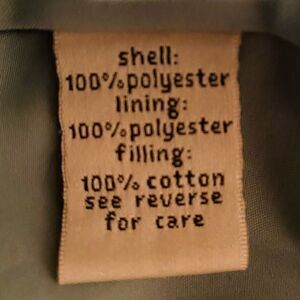 shell:
100% polyester
lining:
100% polyester
filling:
100% cotton
see reverse
for care